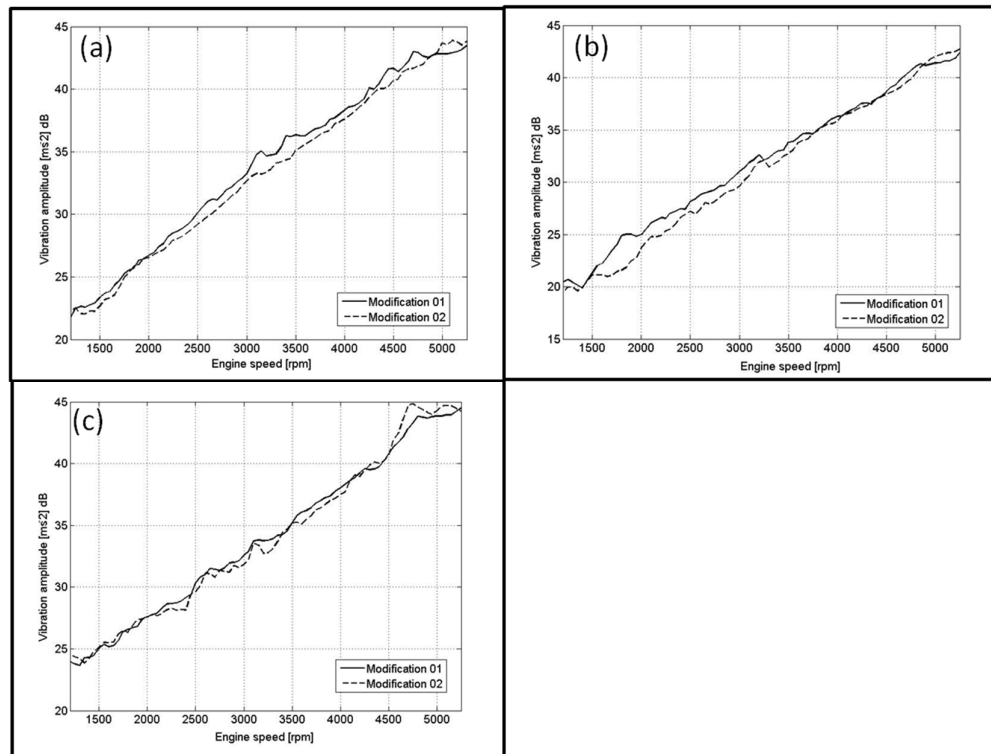 (a)
Vibration amplitude [ms2] dB
45
40
35
30
25
20
1500 2000 2500 3000 3500 4000 4500 5000
Engine speed [rpm]
Modification 01
Modification 02
(b)
Vibration amplitude [ms2] dB
45
40
35
30
25
20
15
1500 2000 2500 3000 3500 4000 4500 5000
Engine speed [rpm]
Modification 01
Modification 02
(c)
Vibration amplitude [ms2] dB
45
40
35
30
25
20
1500 2000 2500 3000 3500 4000 4500 5000
Engine speed [rpm]
Modification 01
Modification 02